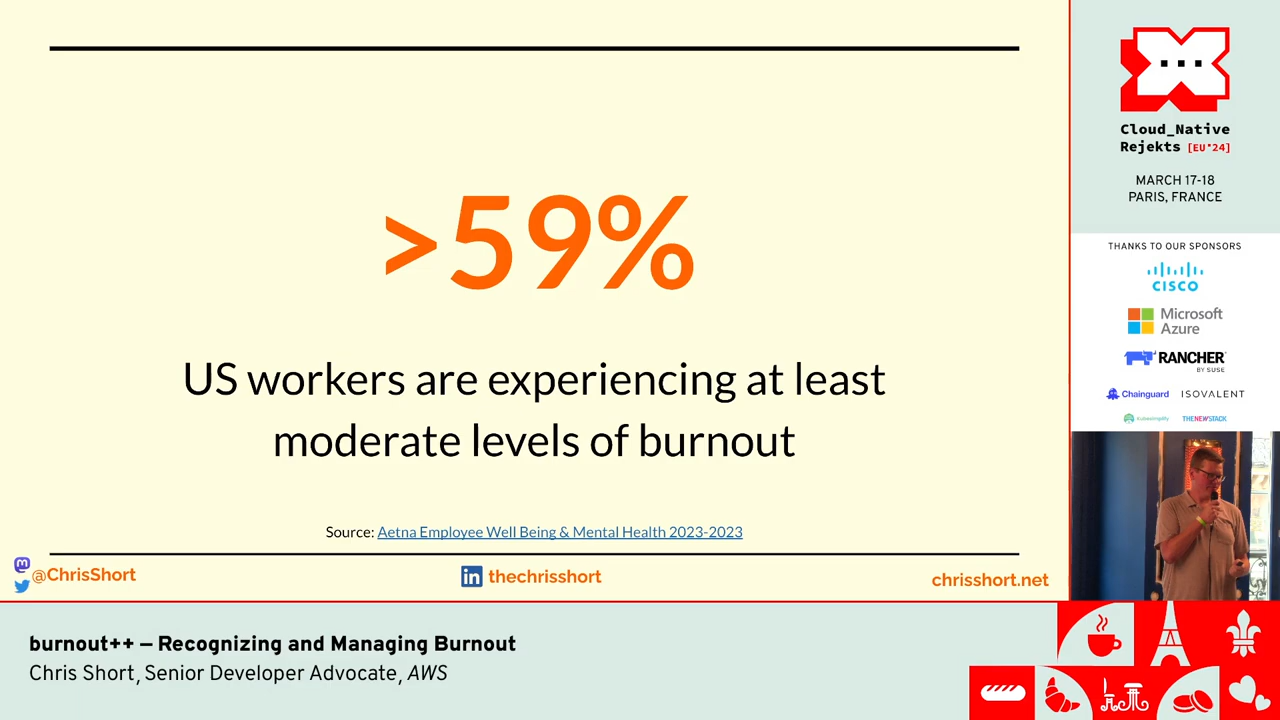 >59%
US workers are experiencing at least
moderate levels of burnout
Source: Aetna Employee Well Being & Mental Health 2023-2023
@ChrisShort
in thechrisshort
chrisshort.net
burnout++ – Recognizing and Managing Burnout
Chris Short, Senior Developer Advocate, AWS
Cloud_Native
Rejekts [EU'24]
MARCH 17-18
PARIS, FRANCE
THANKS TO OUR SPONSORS
CISCO
Microsoft
Azure
RANCHER
BY SUSE
Chainguard
ISOVALENT
kubesimplify
THENEWSTACK